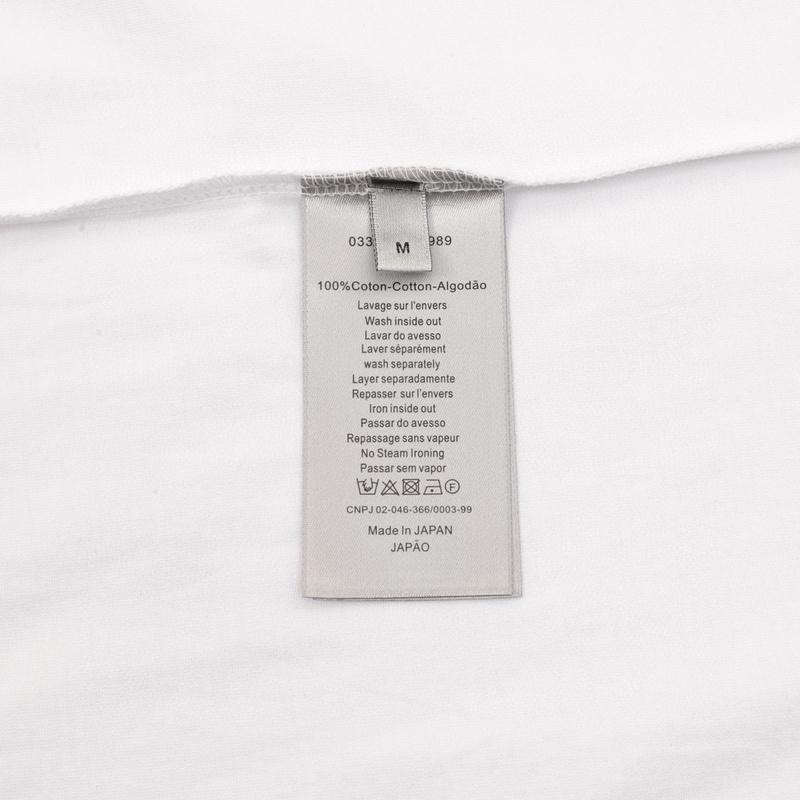 033 989
M
100%Coton-Cotton-Algodão
Lavage sur l'envers
Wash inside out
Lavar do avesso
Laver séparément
wash separately
Layer separadamente
Repasser sur l'envers
Iron inside out
Passar do avesso
Repassage sans vapeur
No Steam Ironing
Passar sem vapor
F
CNPJ 02-046-366/0003-99
Made In JAPAN
JAPÃO